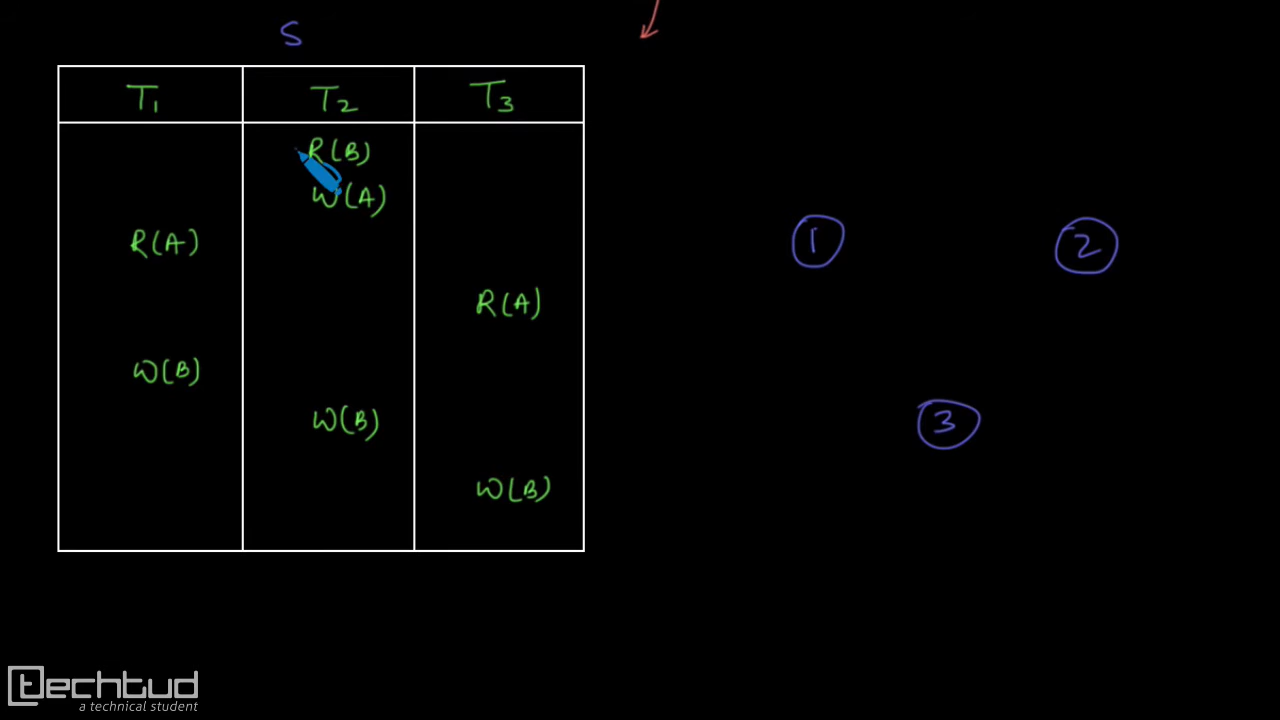 S
T1 T2 T3
R(B)
W(A)
R(A)
R(A)
W(B)
W(B)
W(B)
1 2
3
techtud
a technical student